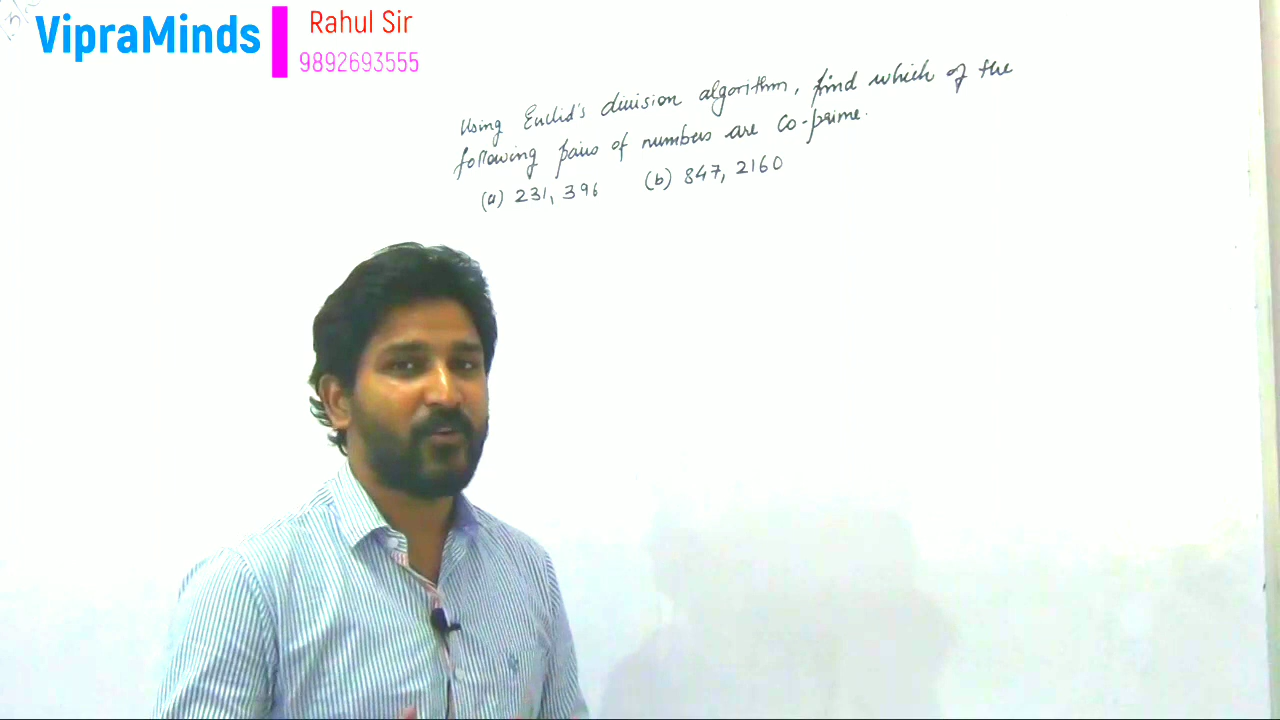 VipraMinds
Rahul Sir
9892693555
Using Euclid's division algorithm, find which of the
following pairs of numbers are co-prime.
(a) 231, 396 (b) 847, 2160